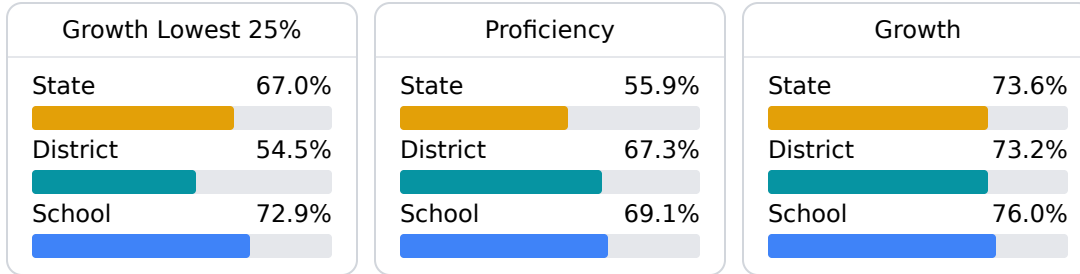 Growth Lowest 25%
State 67.0%
District 54.5%
School 72.9%
Proficiency
State 55.9%
District 67.3%
School 69.1%
Growth
State 73.6%
District 73.2%
School 76.0%